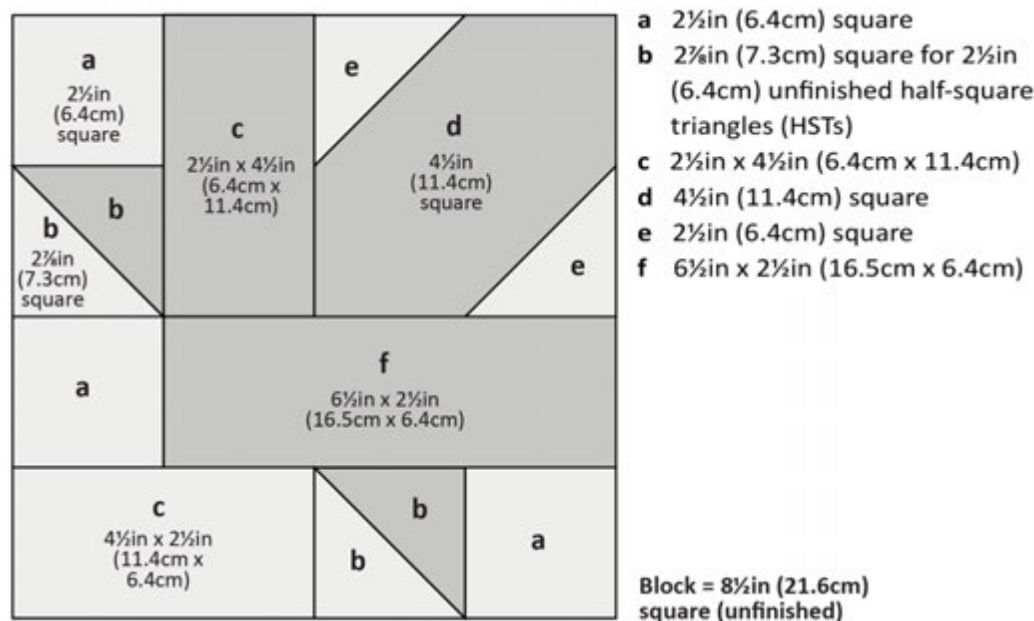 a
2½in
(6.4cm)
square
c
2½in x 4½in
(6.4cm x
11.4cm)
e
d
4½in
(11.4cm)
square
b
b
2⅞in
(7.3cm)
square
e
a
f
6½in x 2½in
(16.5cm x 6.4cm)
c
4½in x 2½in
(11.4cm x
6.4cm)
b
b
a
a 2½in (6.4cm) square
b 2⅞in (7.3cm) square for 2½in
(6.4cm) unfinished half-square
triangles (HSTs)
c 2½in x 4½in (6.4cm x 11.4cm)
d 4½in (11.4cm) square
e 2½in (6.4cm) square
f 6½in x 2½in (16.5cm x 6.4cm)
Block = 8½in (21.6cm)
square (unfinished)